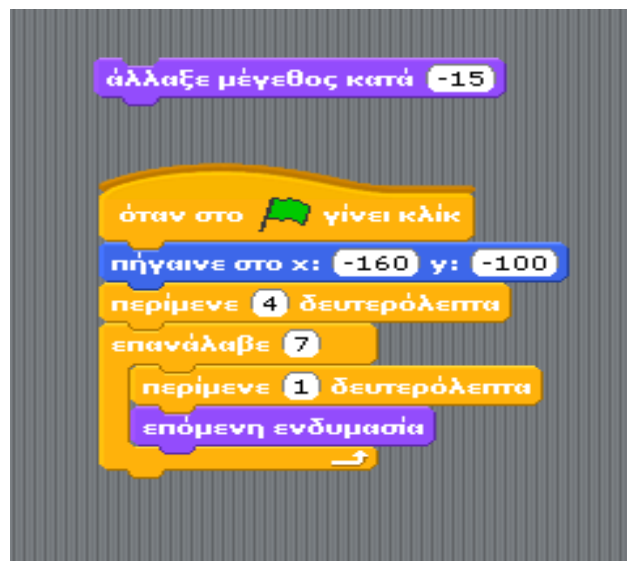 άλλαξε μέγεθος κατά -15
όταν στο γίνει κλίκ
πήγαινε στο x: -160 y: -100
περίμενε 4 δευτερόλεπτα
επανάλαβε 7
περίμενε 1 δευτερόλεπτα
επόμενη ενδυμασία